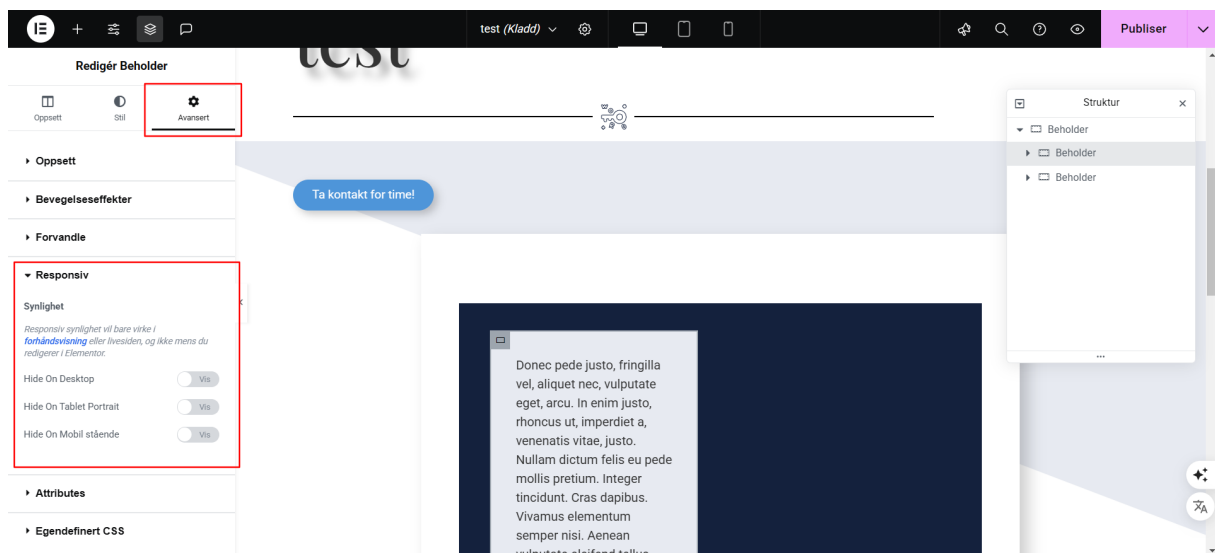 test (Kladd)
Publiser
Redigér Beholder
Oppsett
Stil
Avansert
Oppsett
Bevegelseseffekter
Forvandle
Responsiv
Synlighet
Responsiv synlighet vil bare virke i
forhåndsvisning eller livesiden, og ikke mens du
redigerer i Elementor.
Hide On Desktop
Vis
Hide On Tablet Portrait
Vis
Hide On Mobil stående
Vis
Attributes
Egendefinert CSS
test
Ta kontakt for time!
Donec pede justo, fringilla
vel, aliquet nec, vulputate
eget, arcu. In enim justo,
rhoncus ut, imperdiet a,
venenatis vitae, justo.
Nullam dictum felis eu pede
mollis pretium. Integer
tincidunt. Cras dapibus.
Vivamus elementum
semper nisi. Aenean
vulputate eleifend tellus.
Struktur
Beholder
Beholder
Beholder